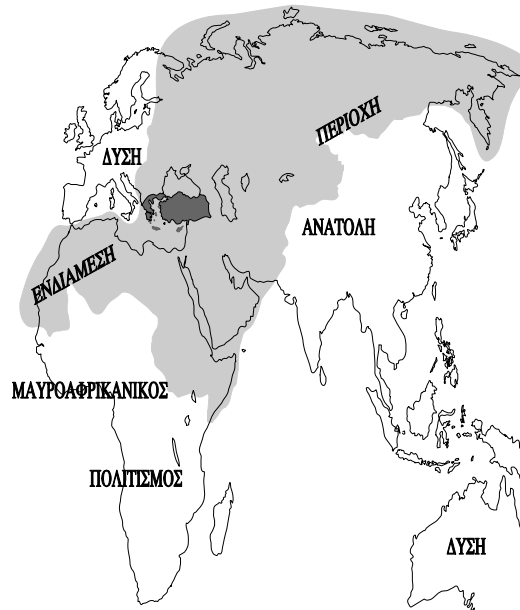 ΠΕΡΙΟΧΗ
ΔΥΣΗ
ΑΝΑΤΟΛΗ
ΕΝΔΙΑΜΕΣΗ
ΜΑΥΡΟΑΦΡΙΚΑΝΙΚΟΣ
ΠΟΛΙΤΙΣΜΟΣ
ΔΥΣΗ